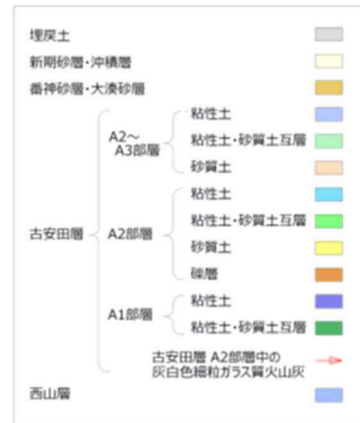 埋戻土
新期砂層・沖積層
番神砂層・大湊砂層
古安田層
A2～
A3部層
粘性土
粘性土・砂質土互層
砂質土
A2部層
粘性土
粘性土・砂質土互層
砂質土
礫層
A1部層
粘性土
粘性土・砂質土互層
古安田層 A2部層中の
灰白色細粒ガラス質火山灰
西山層